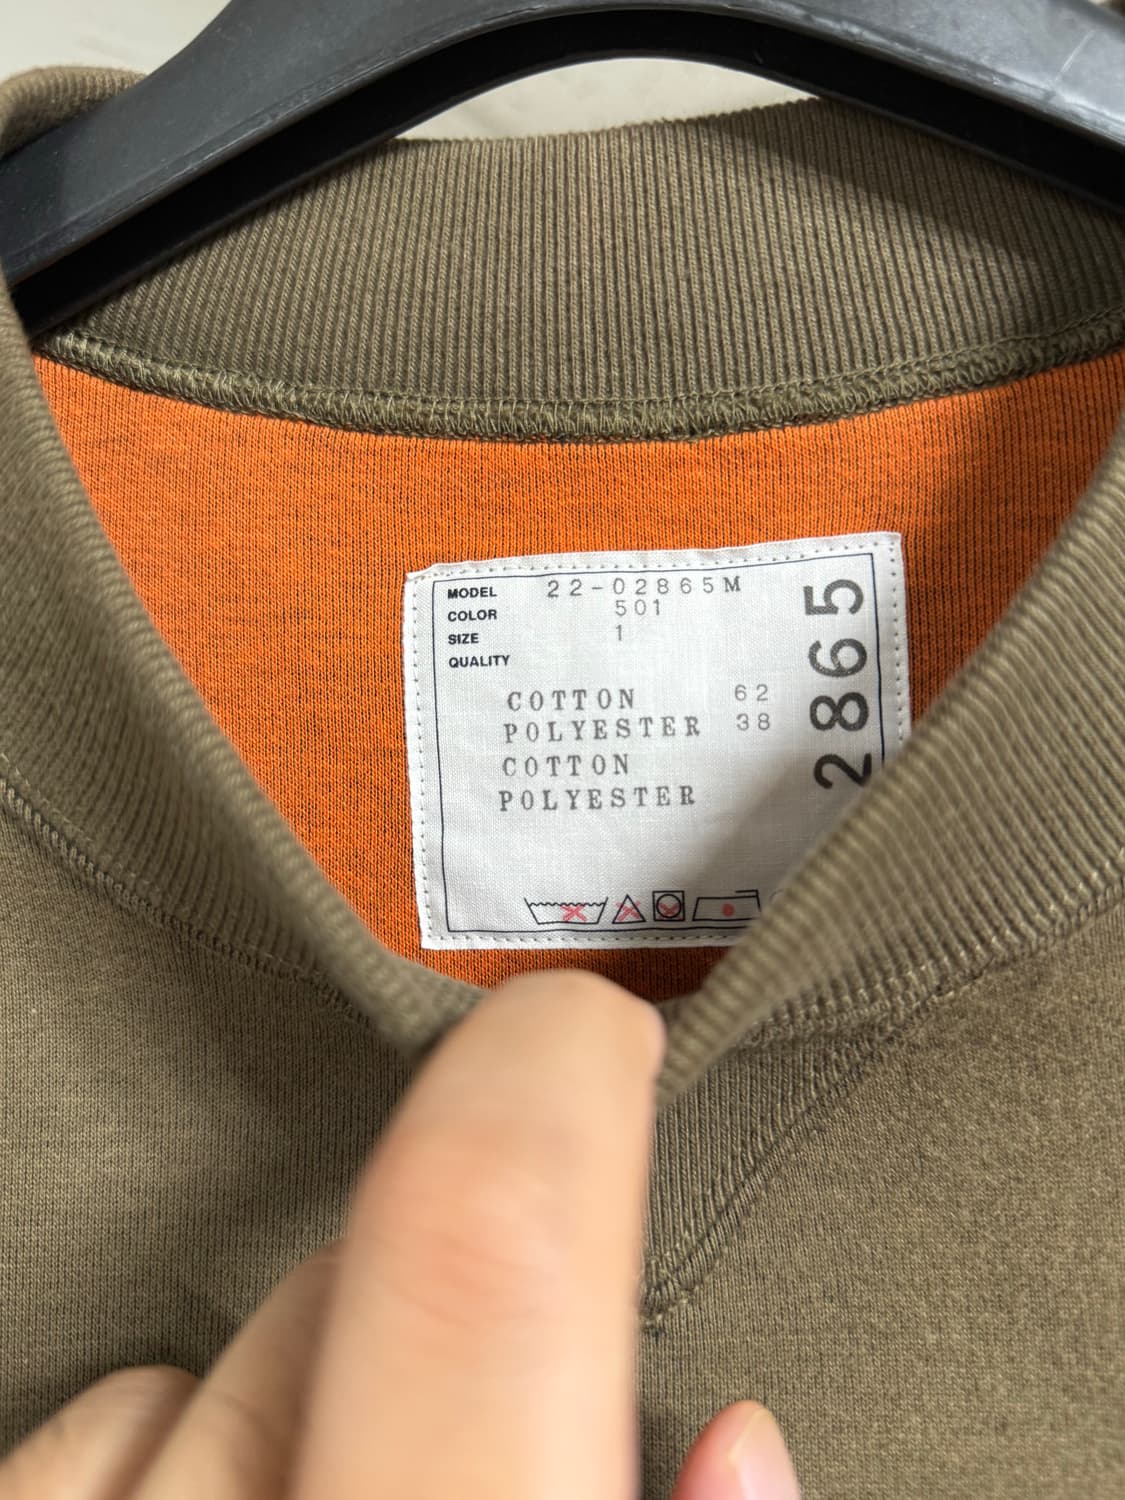 MODEL 22-02865M
COLOR 501
SIZE 1
QUALITY
COTTON 62
POLYESTER 38
COTTON
POLYESTER
2865